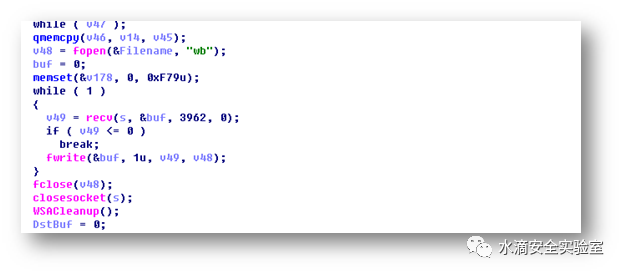 while ( v47 );
qmemcpy(v46, v14, v45);
v48 = fopen(&Filename, "wb");
buf = 0;
memset(&v178, 0, 0xF79u);
while ( 1 )
{
v49 = recv(s, &buf, 3962, 0);
if ( v49 <= 0 )
break;
fwrite(&buf, 1u, v49, v48);
}
fclose(v48);
closesocket(s);
WSACleanup();
DstBuf = 0;
水滴安全实验室